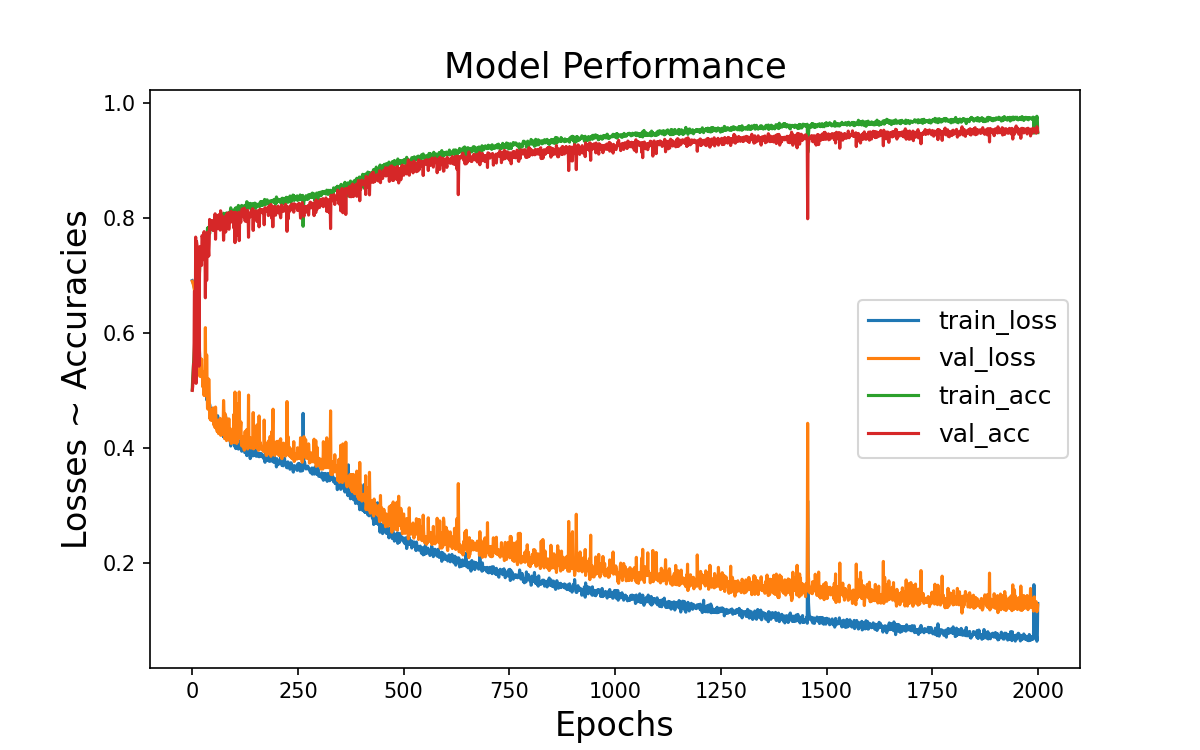 Model Performance
1.0
0.8
0.6
0.4
0.2
Losses ~ Accuracies
train_loss
val_loss
train_acc
val_acc
0 250 500 750 1000 1250 1500 1750 2000
Epochs